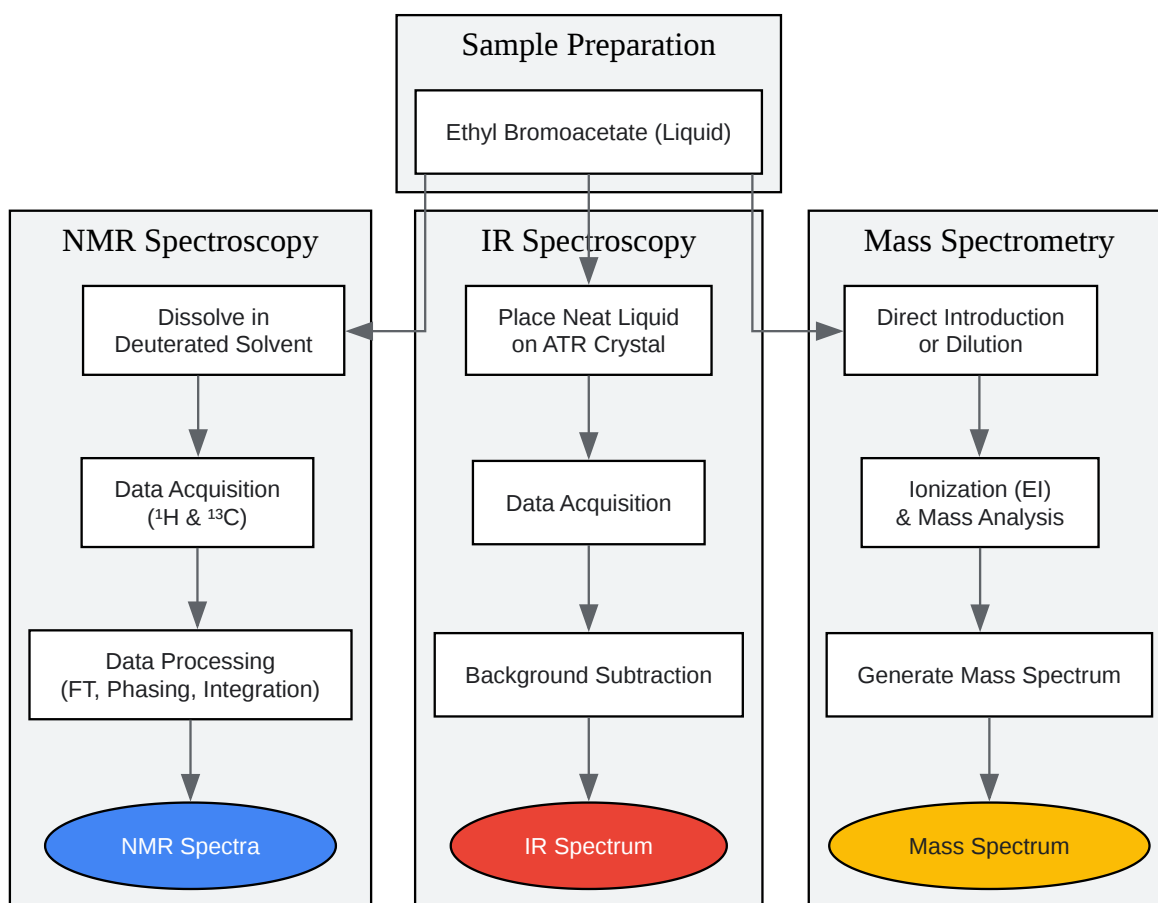 Sample Preparation
Ethyl Bromoacetate (Liquid)
NMR Spectroscopy
Dissolve in
Deuterated Solvent
Data Acquisition
(¹H & ¹³C)
Data Processing
(FT, Phasing, Integration)
NMR Spectra
IR Spectroscopy
Place Neat Liquid
on ATR Crystal
Data Acquisition
Background Subtraction
IR Spectrum
Mass Spectrometry
Direct Introduction
or Dilution
Ionization (EI)
& Mass Analysis
Generate Mass Spectrum
Mass Spectrum